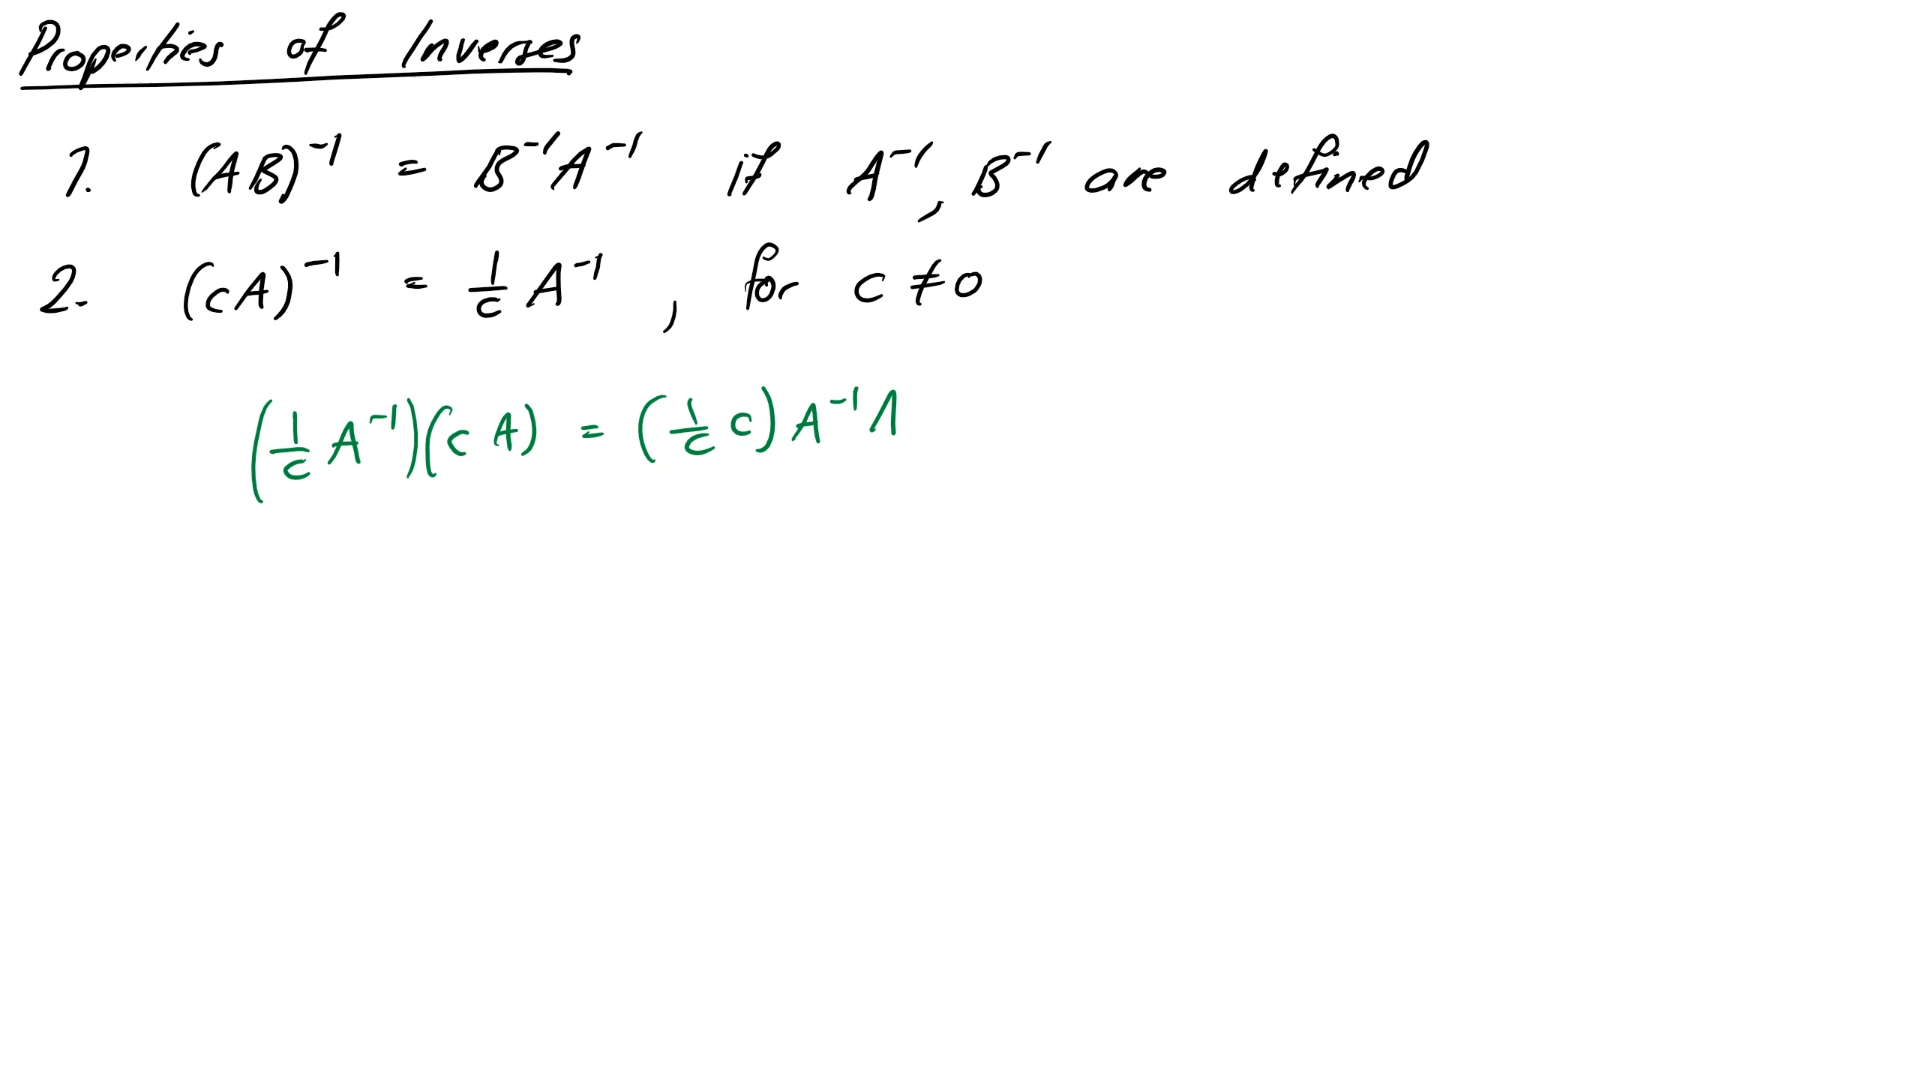 Properties of Inverses
1. (AB)⁻¹ = B⁻¹A⁻¹ if A⁻¹, B⁻¹ are defined
2. (cA)⁻¹ = 1/c A⁻¹, for c ≠ 0
(1/c A⁻¹)(c A) = (1/c c) A⁻¹Λ